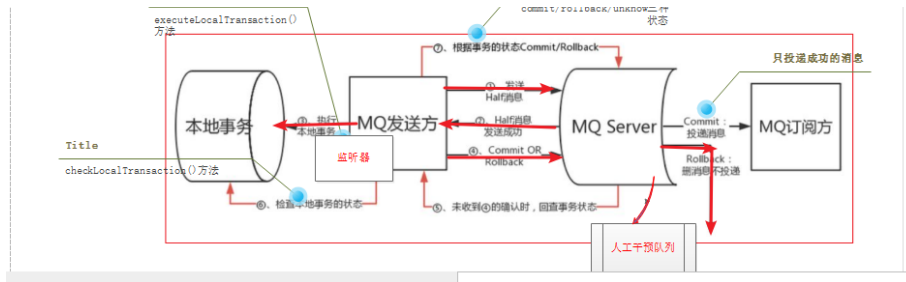 commit/rollback/unknow三种
状态
executeLocalTransaction()
方法
⑦、根据事务的状态Commit/Rollback
只投递成功的消息
①、发送
Half消息
③、执行
本地事务
本地事务
MQ发送方
②、Half消息
发送成功
MQ Server
Commit：
投递消息
MQ订阅方
监听器
④、Commit OR
Rollback
Rollback：
消息不投递
Title
checkLocalTransaction()方法
⑥、检查本地事务的状态
⑤、未收到④的确认时，回查事务状态
人工干预队列